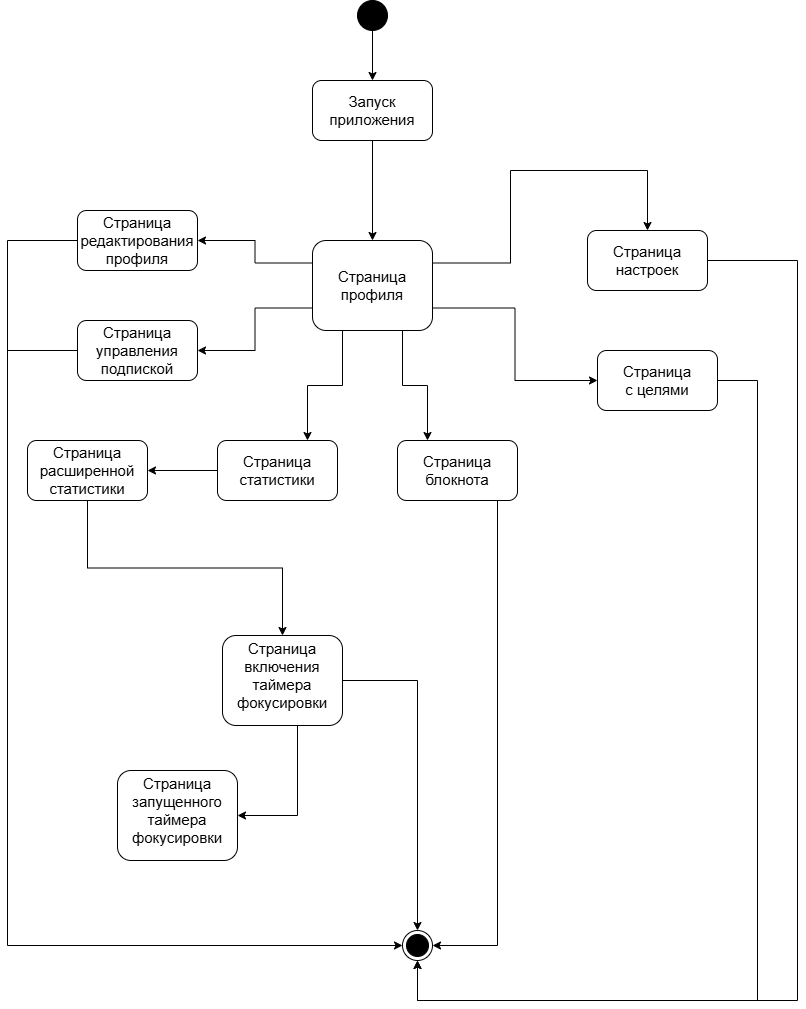 Запуск
приложения
Страница
редактирования
профиля
Страница
профиля
Страница
настроек
Страница
управления
подпиской
Страница
с целями
Страница
расширенной
статистики
Страница
статистики
Страница
блокнота
Страница
включения
таймера
фокусировки
Страница
запущенного
таймера
фокусировки